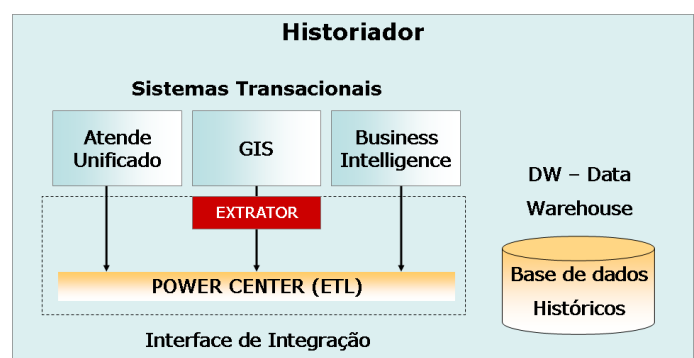 Historiador
Sistemas Transacionais
Atende
Unificado
GIS
Business
Intelligence
EXTRATOR
POWER CENTER (ETL)
Interface de Integração
DW – Data
Warehouse
Base de dados
Históricos